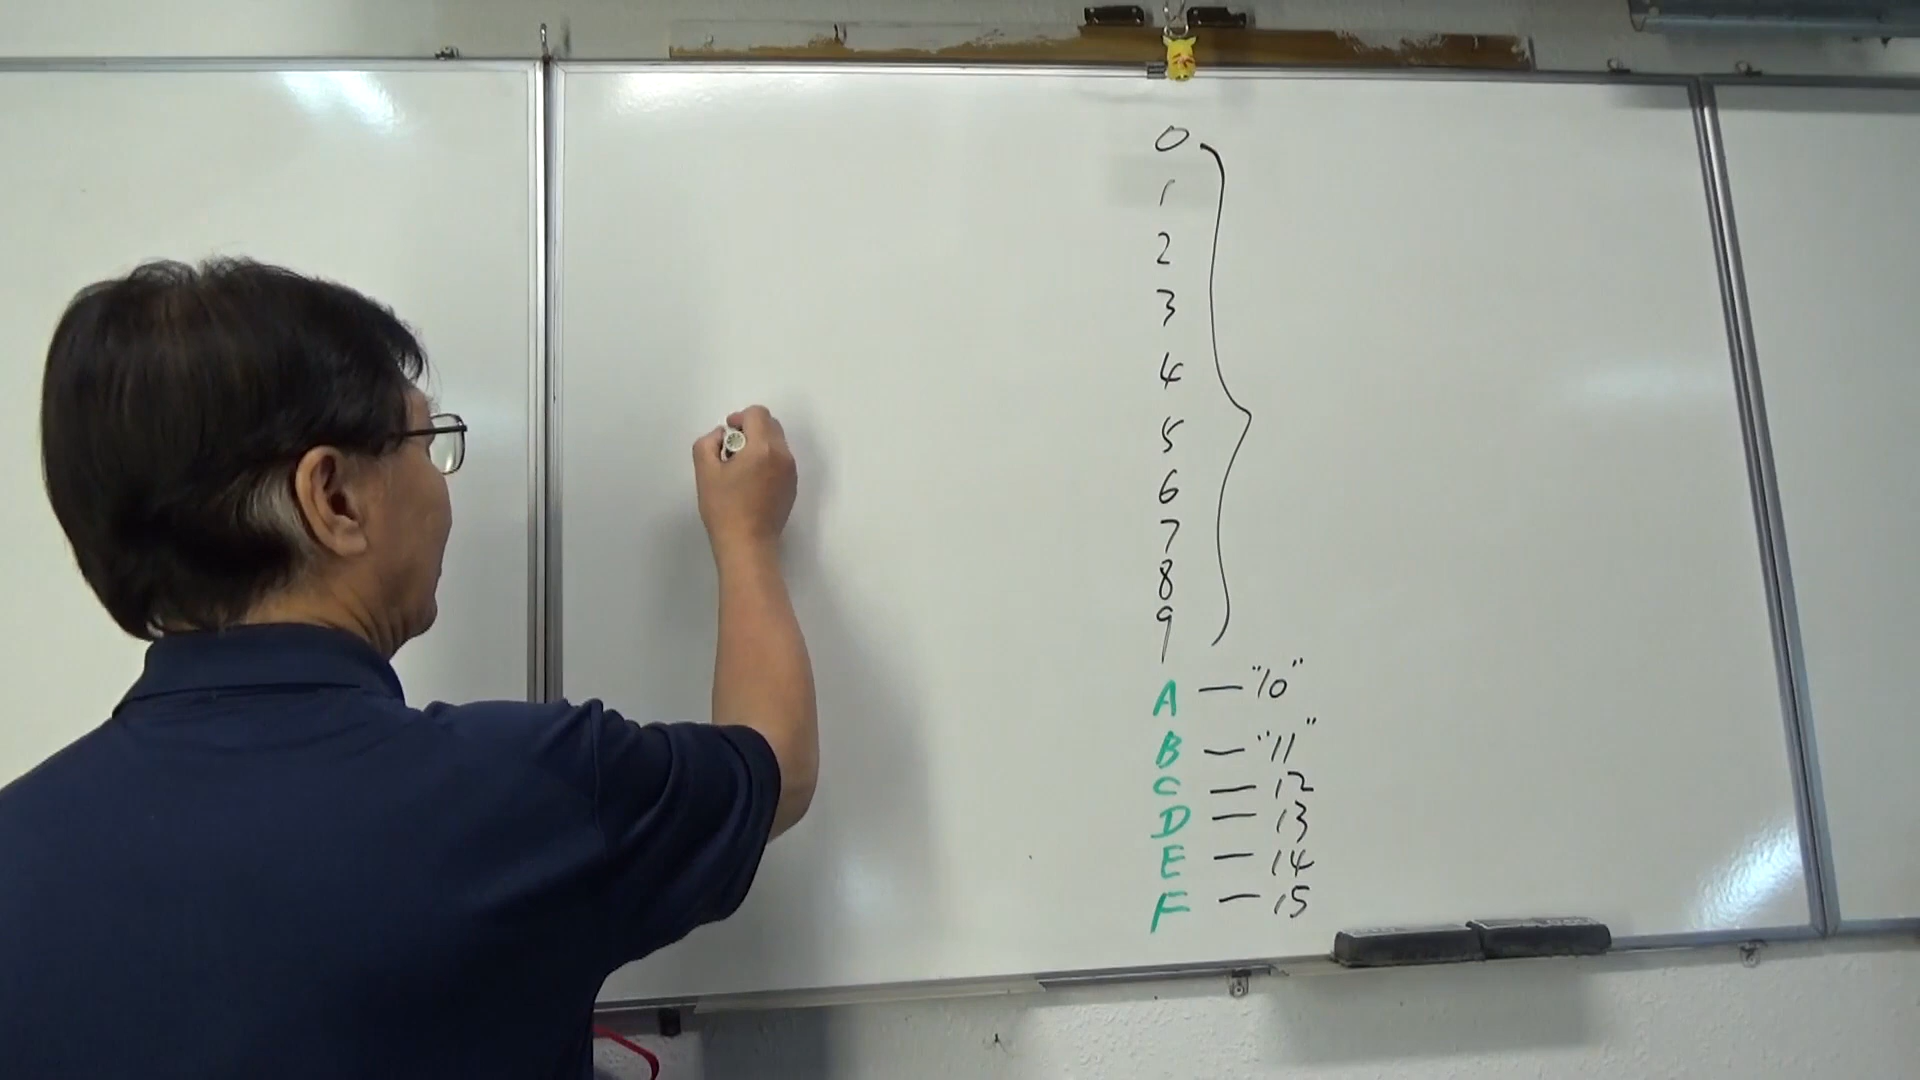 0
1
2
3
4
5
6
7
8
9
A — "10"
B — "11"
C — 12
D — 13
E — 14
F — 15